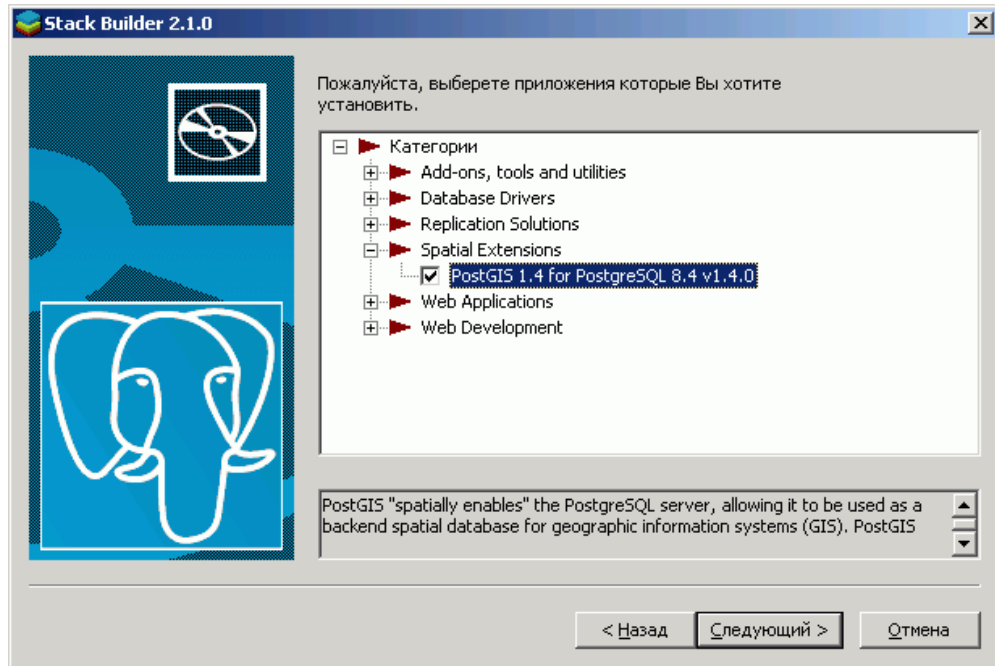 Stack Builder 2.1.0
Пожалуйста, выберете приложения которые Вы хотите
установить.
Категории
Add-ons, tools and utilities
Database Drivers
Replication Solutions
Spatial Extensions
PostGIS 1.4 for PostgreSQL 8.4 v1.4.0
Web Applications
Web Development
PostGIS "spatially enables" the PostgreSQL server, allowing it to be used as a
backend spatial database for geographic information systems (GIS). PostGIS
< Назад
Следующий >
Отмена